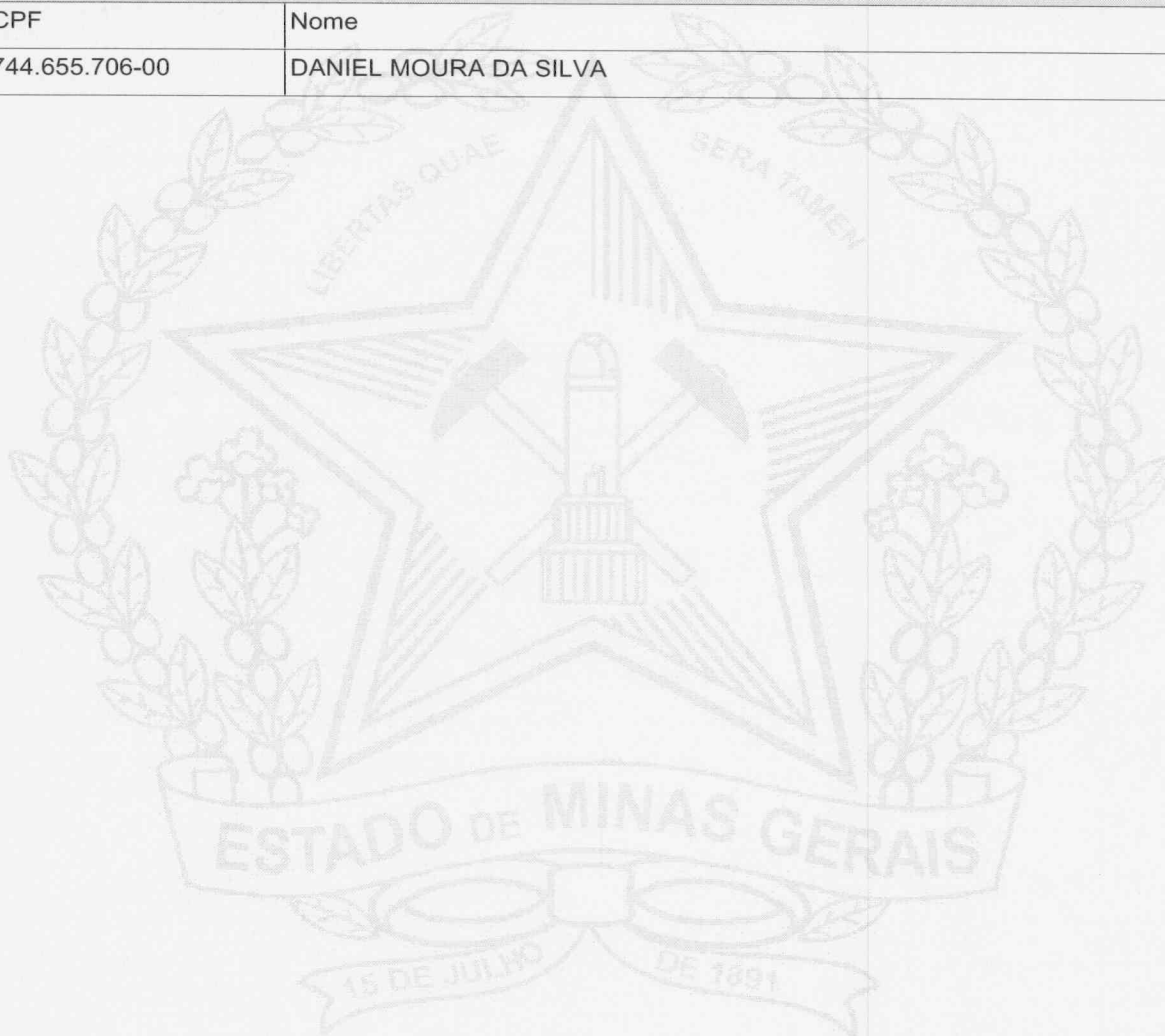 CPF Nome
744.655.706-00 DANIEL MOURA DA SILVA
LIBERTAS QUAE SERA TAMEN
ESTADO DE MINAS GERAIS
15 DE JULHO DE 1891